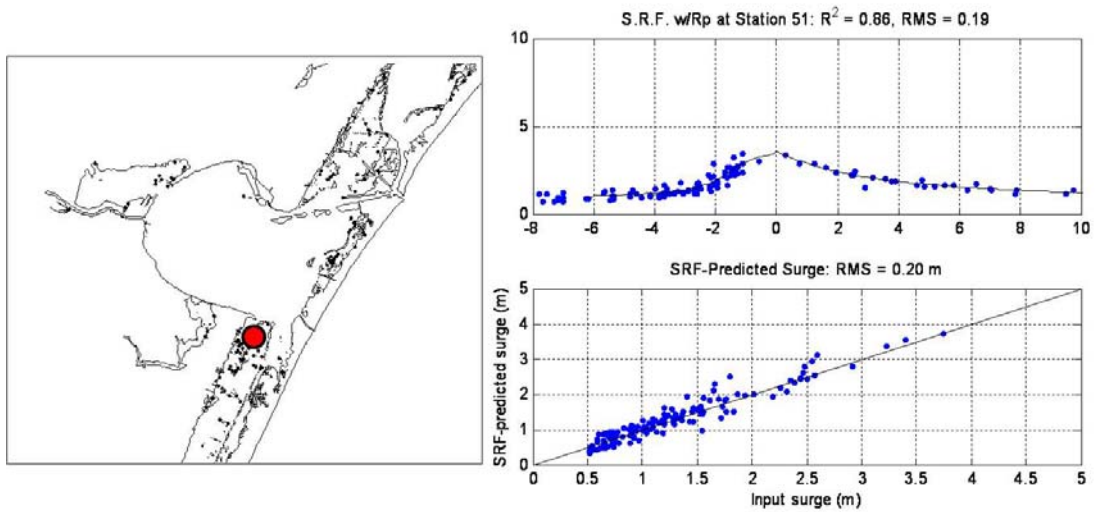 S.R.F. w/Rp at Station 51: R² = 0.86, RMS = 0.19
10
5
0
-8 -6 -4 -2 0 2 4 6 8 10
SRF-Predicted Surge: RMS = 0.20 m
SRF-predicted surge (m)
5
4
3
2
1
0
0 0.5 1 1.5 2 2.5 3 3.5 4 4.5 5
Input surge (m)